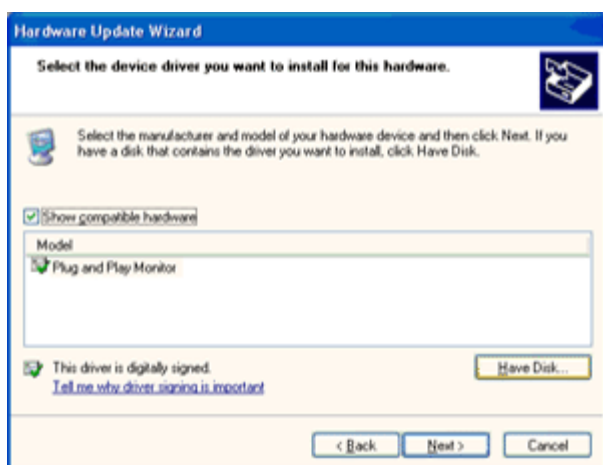 Hardware Update Wizard
Select the device driver you want to install for this hardware.
Select the manufacturer and model of your hardware device and then click Next. If you
have a disk that contains the driver you want to install, click Have Disk.
Show compatible hardware
Model
Plug and Play Monitor
This driver is digitally signed.
Have Disk...
Tell me why driver signing is important
< Back
Next >
Cancel